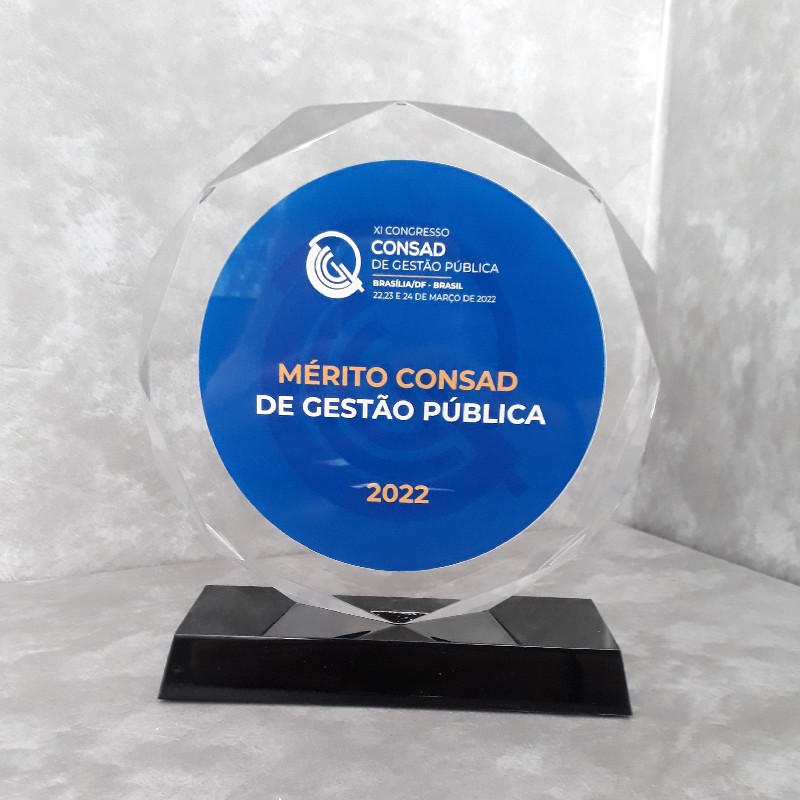 XI CONGRESSO
CONSAD
DE GESTÃO PÚBLICA
BRASÍLIA/DF - BRASIL
22,23 E 24 DE MARÇO DE 2022
MÉRITO CONSAD
DE GESTÃO PÚBLICA
2022